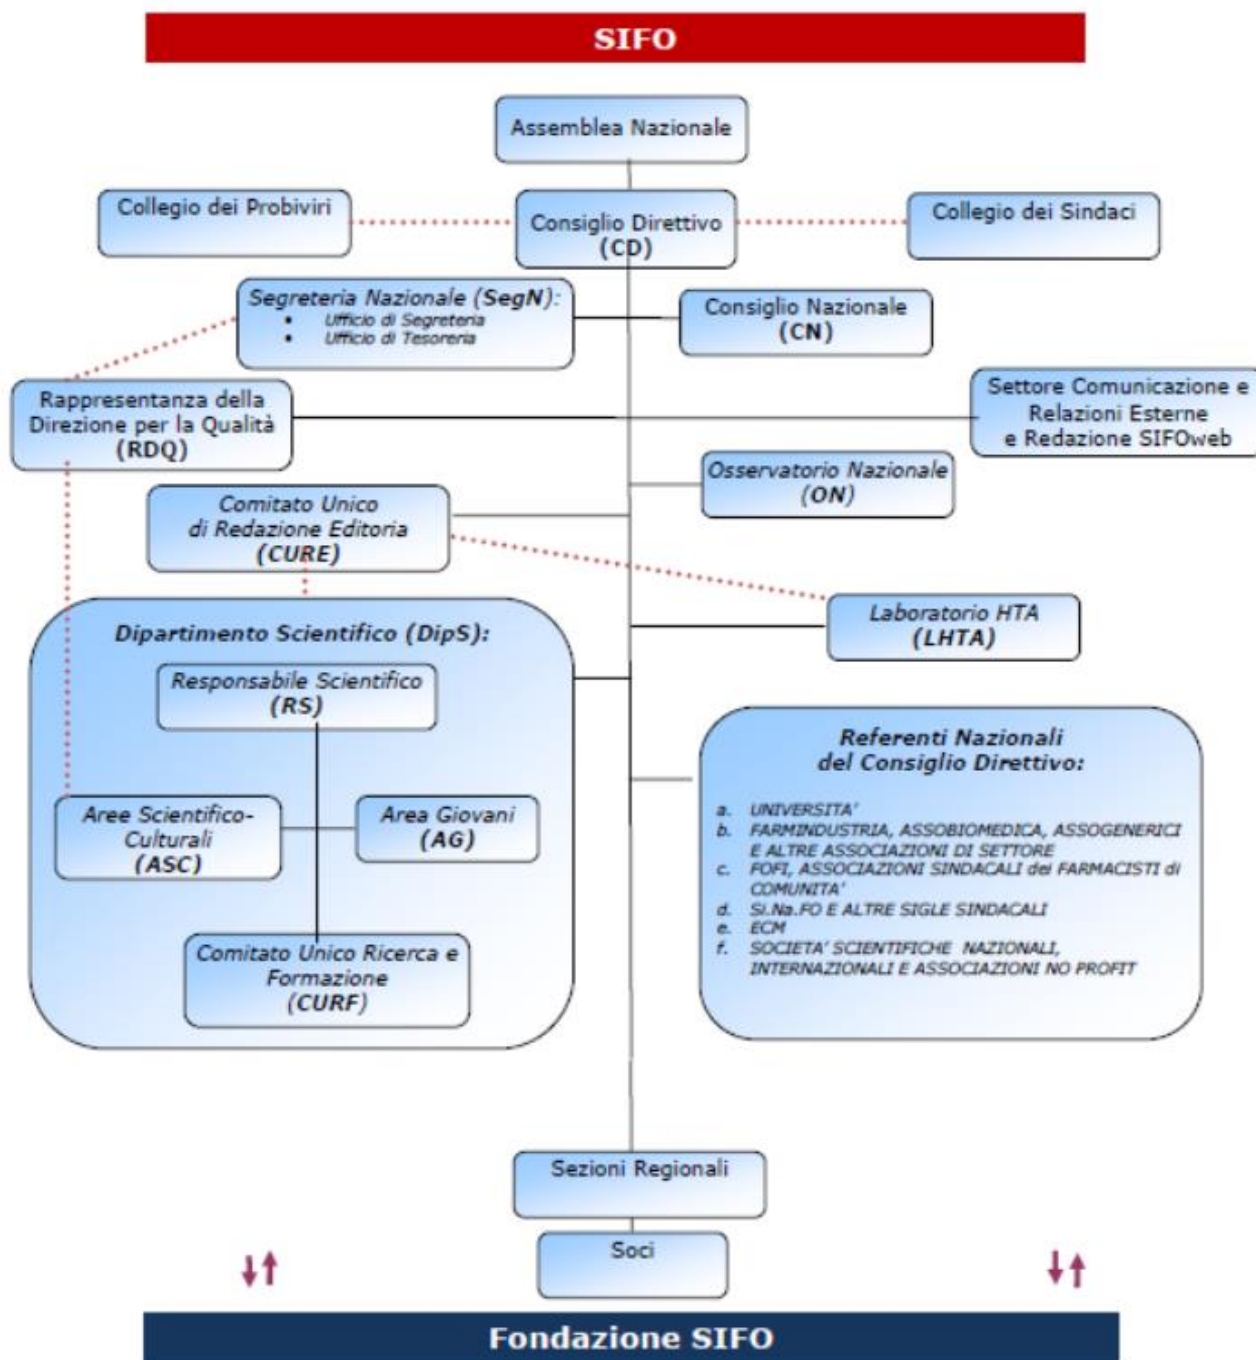 SIFO
Assemblea Nazionale
Collegio dei Probiviri
Consiglio Direttivo
(CD)
Collegio dei Sindaci
Segreteria Nazionale (SegN):
• Ufficio di Segreteria
• Ufficio di Tesoreria
Consiglio Nazionale
(CN)
Rappresentanza della
Direzione per la Qualità
(RDQ)
Settore Comunicazione e
Relazioni Esterne
e Redazione SIFOweb
Osservatorio Nazionale
(ON)
Comitato Unico
di Redazione Editoria
(CURE)
Laboratorio HTA
(LHTA)
Dipartimento Scientifico (DipS):
Responsabile Scientifico
(RS)
Aree Scientifico-
Culturali
(ASC)
Area Giovani
(AG)
Comitato Unico Ricerca e
Formazione
(CURF)
Referenti Nazionali
del Consiglio Direttivo:
a. UNIVERSITA'
b. FARMINDUSTRIA, ASSOBIOMEDICA, ASSOGENERICI
E ALTRE ASSOCIAZIONI DI SETTORE
c. FOFI, ASSOCIAZIONI SINDACALI dei FARMACISTI di
COMUNITA'
d. Si.Na.FO E ALTRE SIGLE SINDACALI
e. ECM
f. SOCIETA' SCIENTIFICHE NAZIONALI,
INTERNAZIONALI E ASSOCIAZIONI NO PROFIT
Sezioni Regionali
Soci
Fondazione SIFO